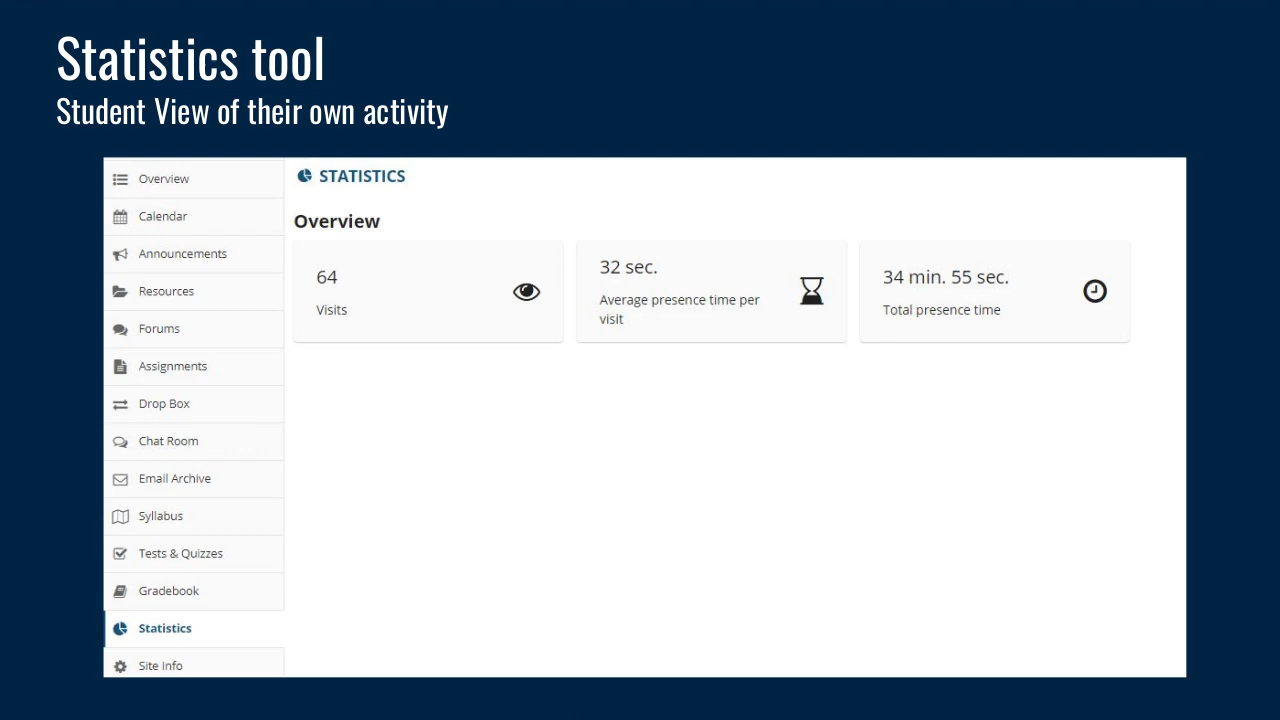 Statistics tool
Student View of their own activity
Overview
Calendar
Announcements
Resources
Forums
Assignments
Drop Box
Chat Room
Email Archive
Syllabus
Tests & Quizzes
Gradebook
Statistics
Site Info
STATISTICS
Overview
64
Visits
32 sec.
Average presence time per
visit
34 min. 55 sec.
Total presence time